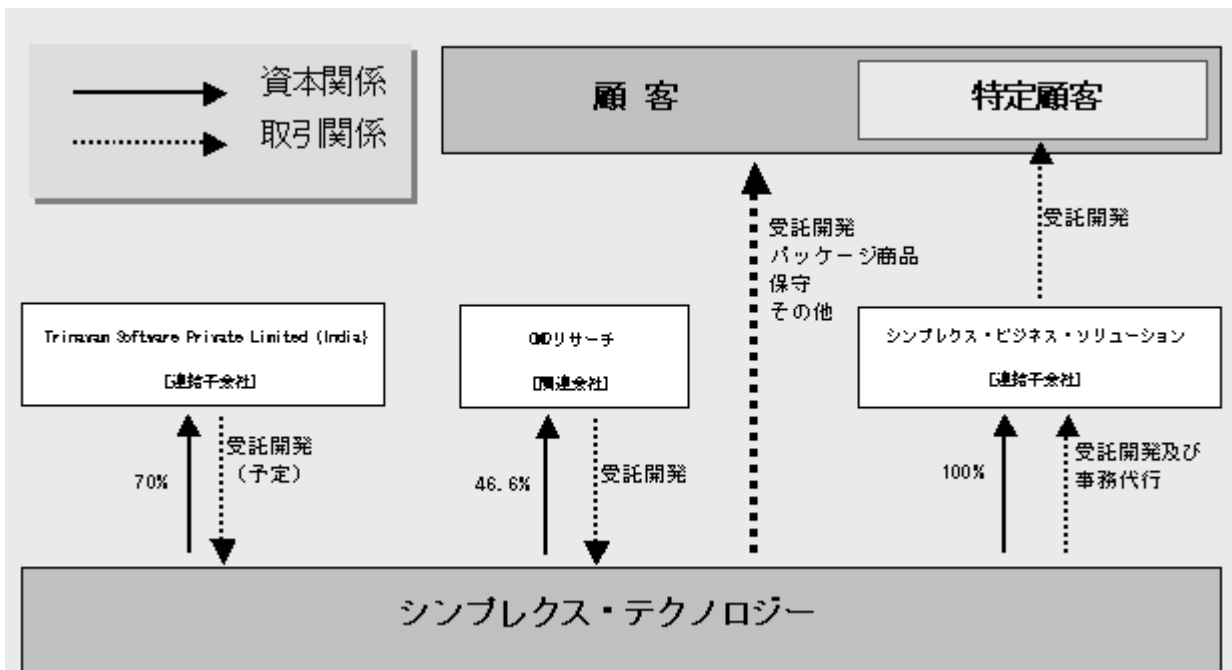 資本関係
取引関係
顧 客
特定顧客
受託開発
パッケージ商品
保守
その他
受託開発
Software Private Limited (India)
[連結子会社]
リサーチ
[関連会社]
シンプレクス・ビジネス・ソリューション
[連結子会社]
70%
受託開発
（予定）
46.6%
受託開発
100%
受託開発及び
事務代行
シンプレクス・テクノロジー